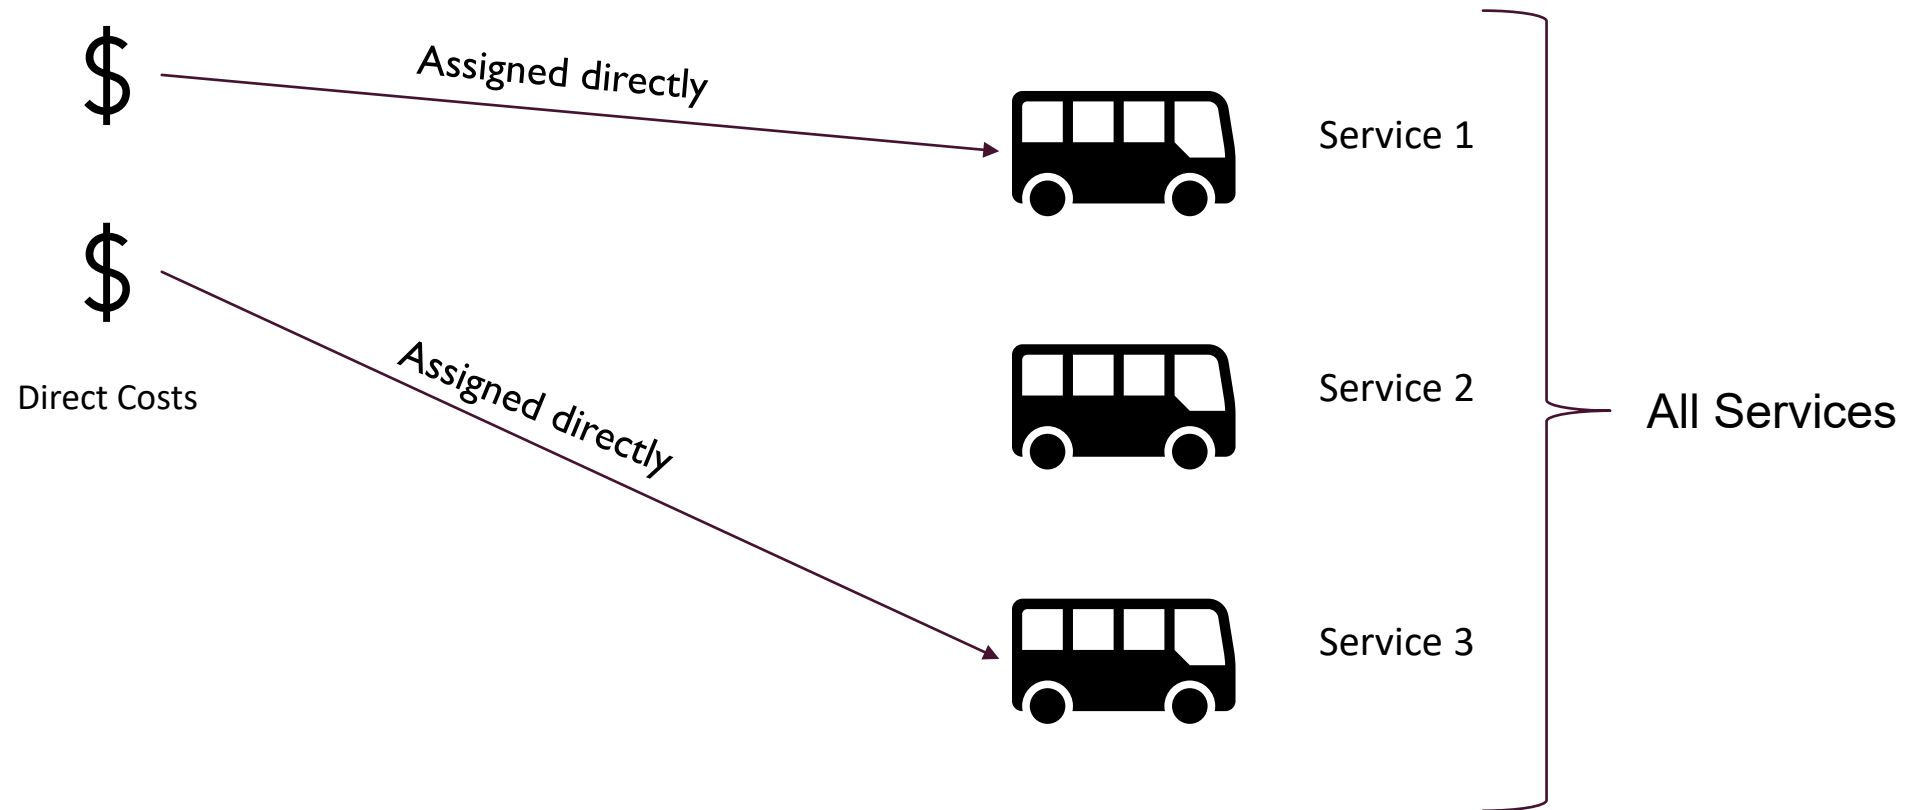 $
Assigned directly
Service 1
$
Assigned directly
Direct Costs
Service 2
All Services
Service 3